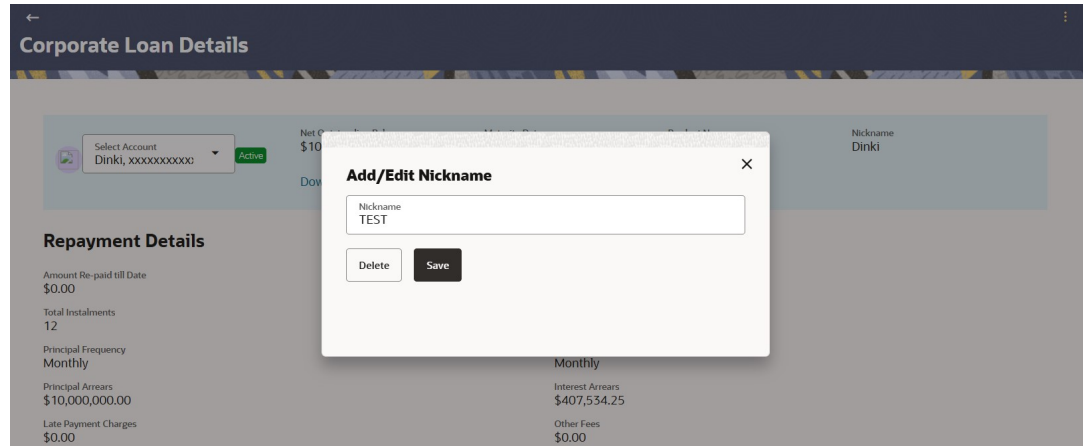 Corporate Loan Details
Select Account
Dinki, xxxxxxxxxx:
Active
$10
Nickname
Dinki
Add/Edit Nickname
Nickname
TEST
Delete
Save
Repayment Details
Amount Re-paid till Date
$0.00
Total Instalments
12
Principal Frequency
Monthly
Monthly
Principal Arrears
$10,000,000.00
Interest Arrears
$407,534.25
Late Payment Charges
$0.00
Other Fees
$0.00